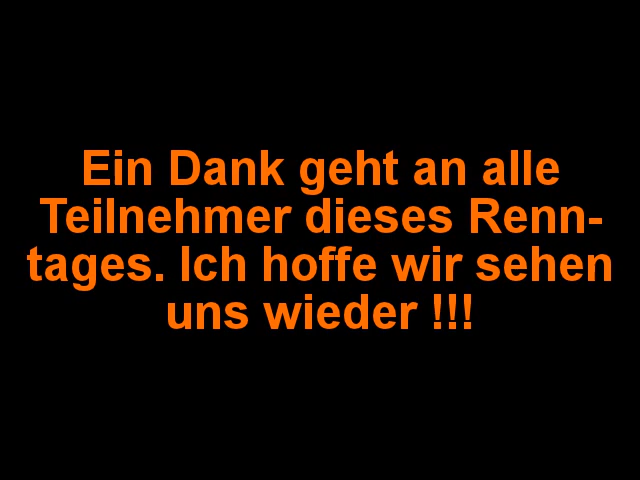 Ein Dank geht an alle
Teilnehmer dieses Renn-
tages. Ich hoffe wir sehen
uns wieder !!!